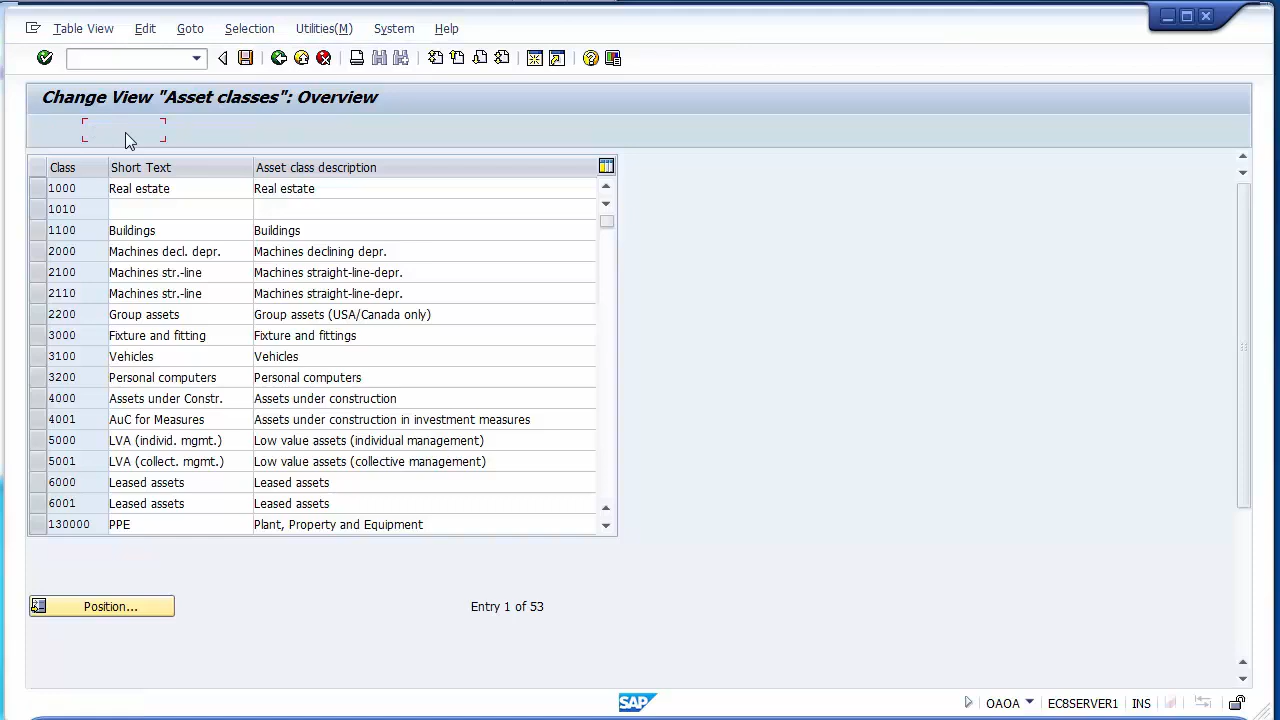 Table View Edit Goto Selection Utilities(M) System Help
Change View "Asset classes": Overview
Class Short Text Asset class description
1000 Real estate Real estate
1010
1100 Buildings Buildings
2000 Machines decl. depr. Machines declining depr.
2100 Machines str.-line Machines straight-line-depr.
2110 Machines str.-line Machines straight-line-depr.
2200 Group assets Group assets (USA/Canada only)
3000 Fixture and fitting Fixture and fittings
3100 Vehicles Vehicles
3200 Personal computers Personal computers
4000 Assets under Constr. Assets under construction
4001 AuC for Measures Assets under construction in investment measures
5000 LVA (individ. mgmt.) Low value assets (individual management)
5001 LVA (collect. mgmt.) Low value assets (collective management)
6000 Leased assets Leased assets
6001 Leased assets Leased assets
130000 PPE Plant, Property and Equipment
Position... Entry 1 of 53
SAP OAOA EC8SERVER1 INS